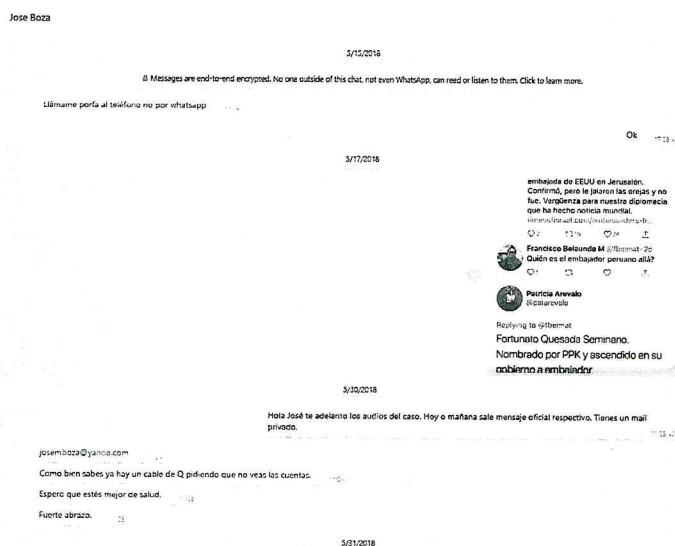 Jose Boza
5/15/2018
Messages are end-to-end encrypted. No one outside of this chat, not even WhatsApp, can read or listen to them. Click to learn more.
Llámame porfa al teléfono no por whatsapp
Ok
5/17/2018
embajada de EEUU en Jerusalén.
Confirmó, pero le jalaron las orejas y no
fue. Vergüenza para nuestra diplomacia
que ha hecho noticia mundial.
Francisco Belaunde M @fbelmat · 2d
Quién es el embajador peruano allá?
Patricia Arevalo
@patarevalo
Replying to @fbelmat
Fortunato Quesada Seminario.
Nombrado por PPK y ascendido en su
gobierno a embajador
5/30/2018
Hola José te adelanto los audios del caso. Hoy o mañana sale mensaje oficial respectivo. Tienes un mail
privado.
josemboza@yahoo.com
Como bien sabes ya hay un cable de Q pidiendo que no veas las cuentas.
Espero que estés mejor de salud.
Fuerte abrazo.
5/31/2018